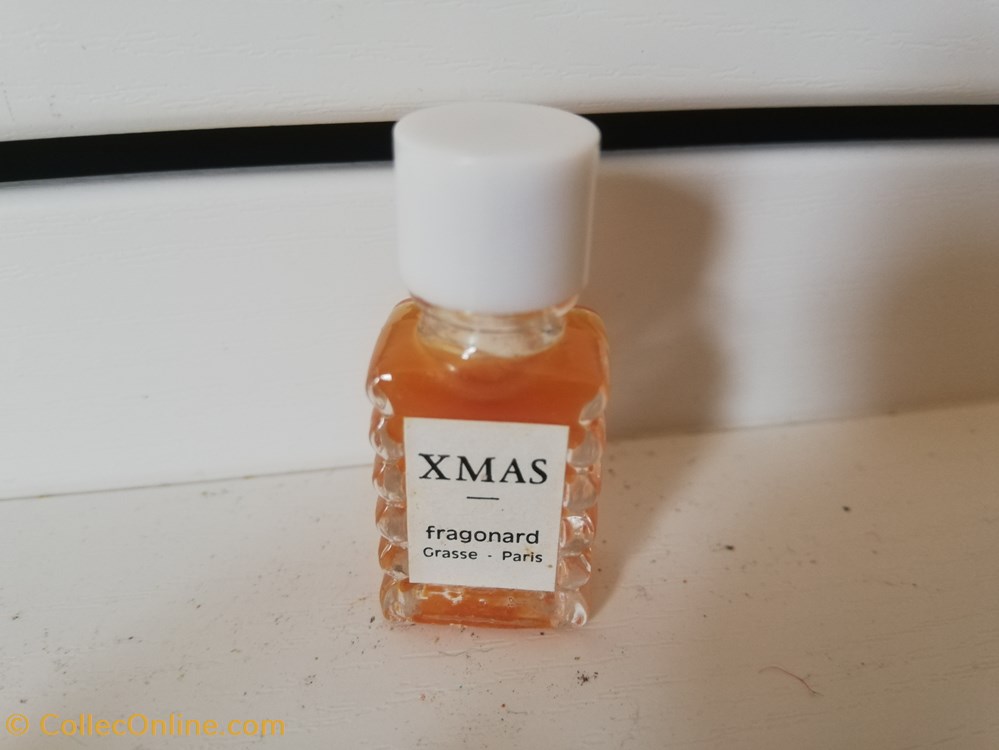 XMAS
fragonard
Grasse - Paris
© CollecOnline.com